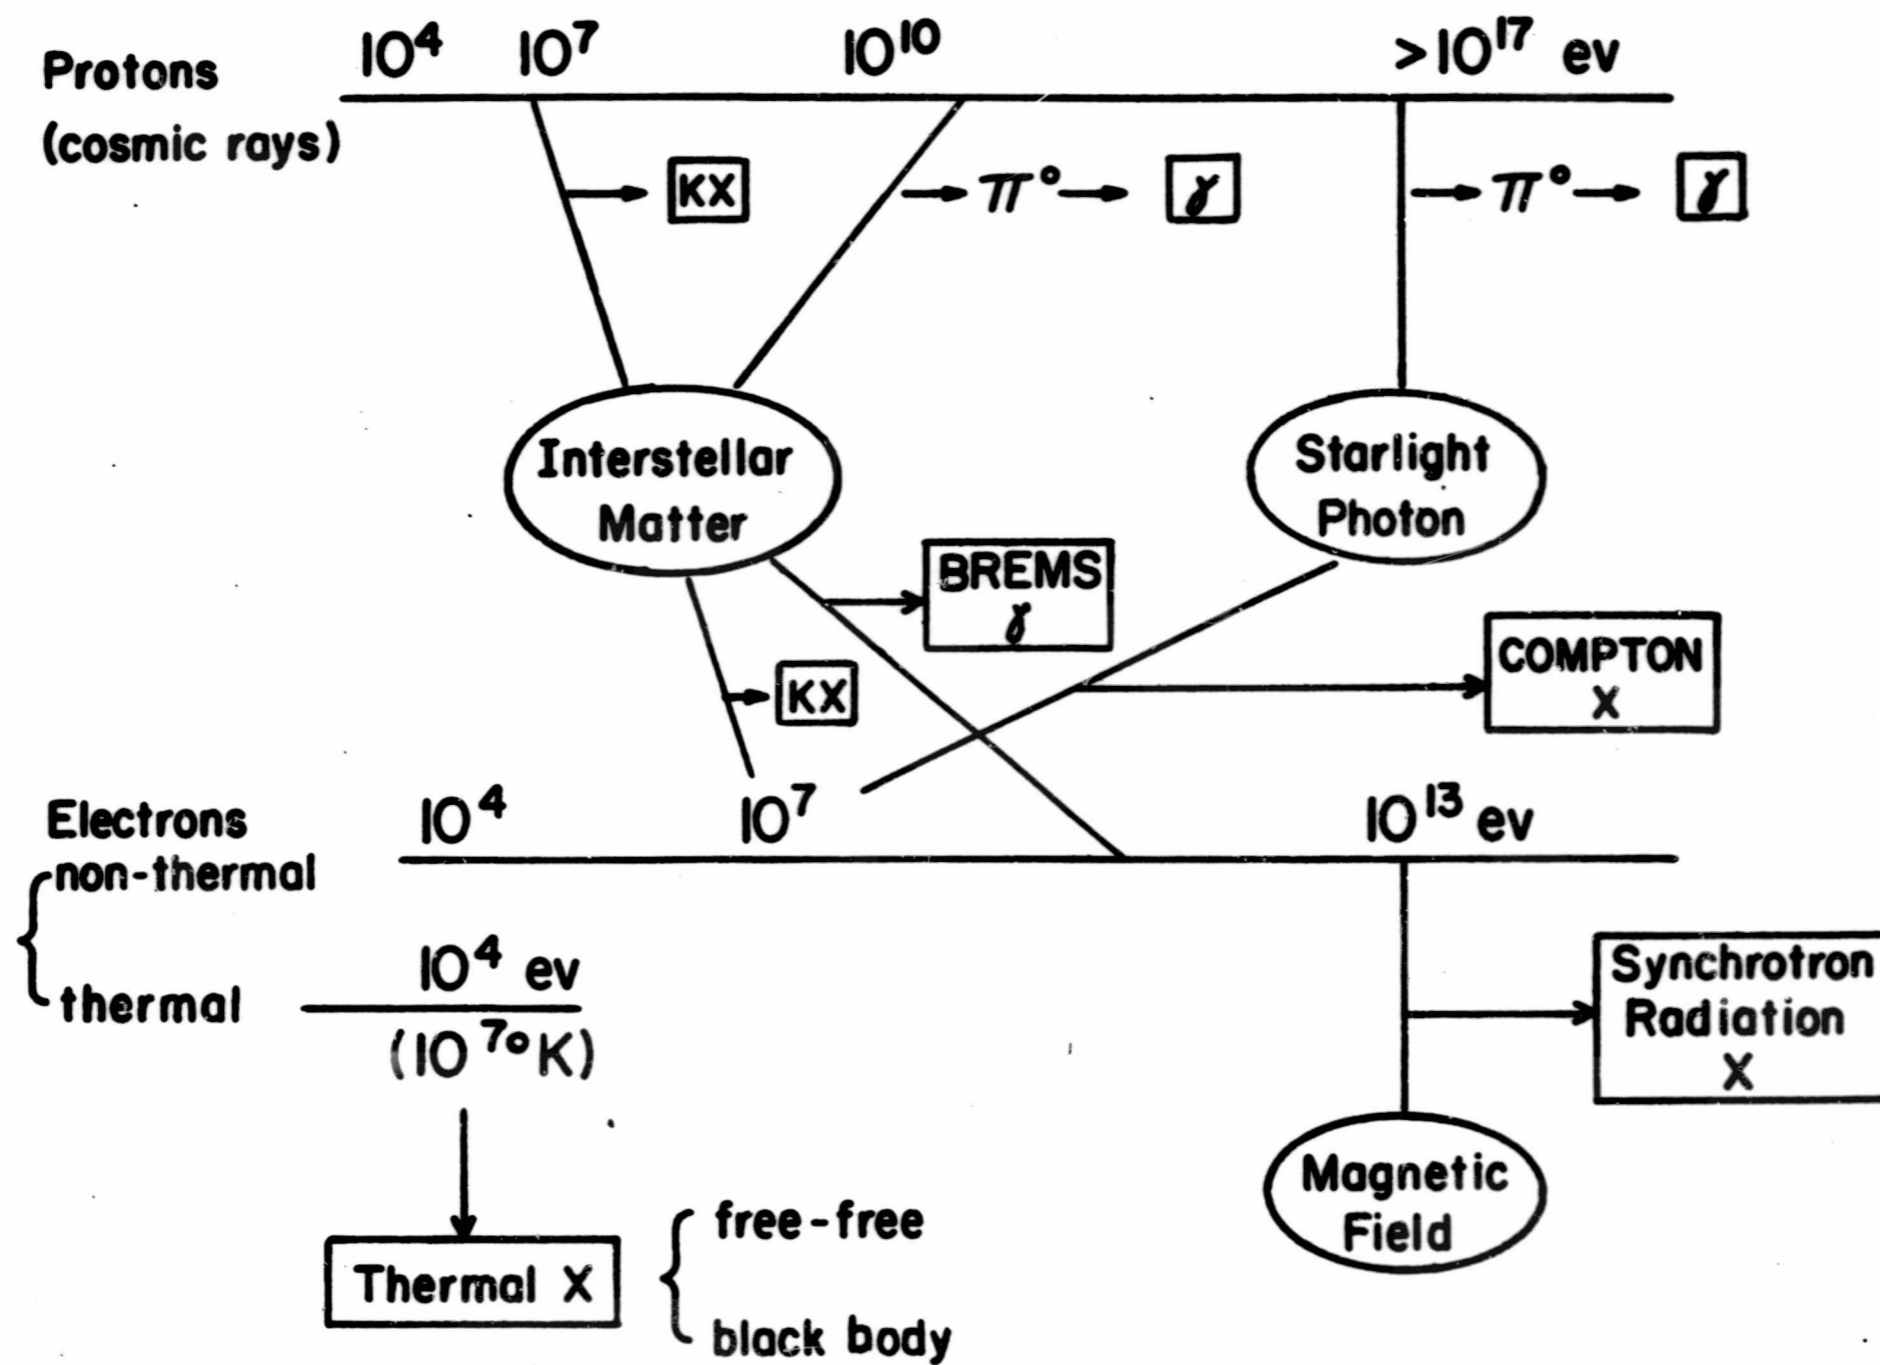 Protons 10⁴ 10⁷ 10¹⁰ >10¹⁷ ev
(cosmic rays)
KX π° γ π° γ
Interstellar
Matter
Starlight
Photon
BREMS
γ
COMPTON
X
KX
Electrons 10⁴ 10⁷ 10¹³ ev
non-thermal
thermal 10⁴ ev
(10⁷°K)
Synchrotron
Radiation
X
Magnetic
Field
Thermal X
free-free
black body